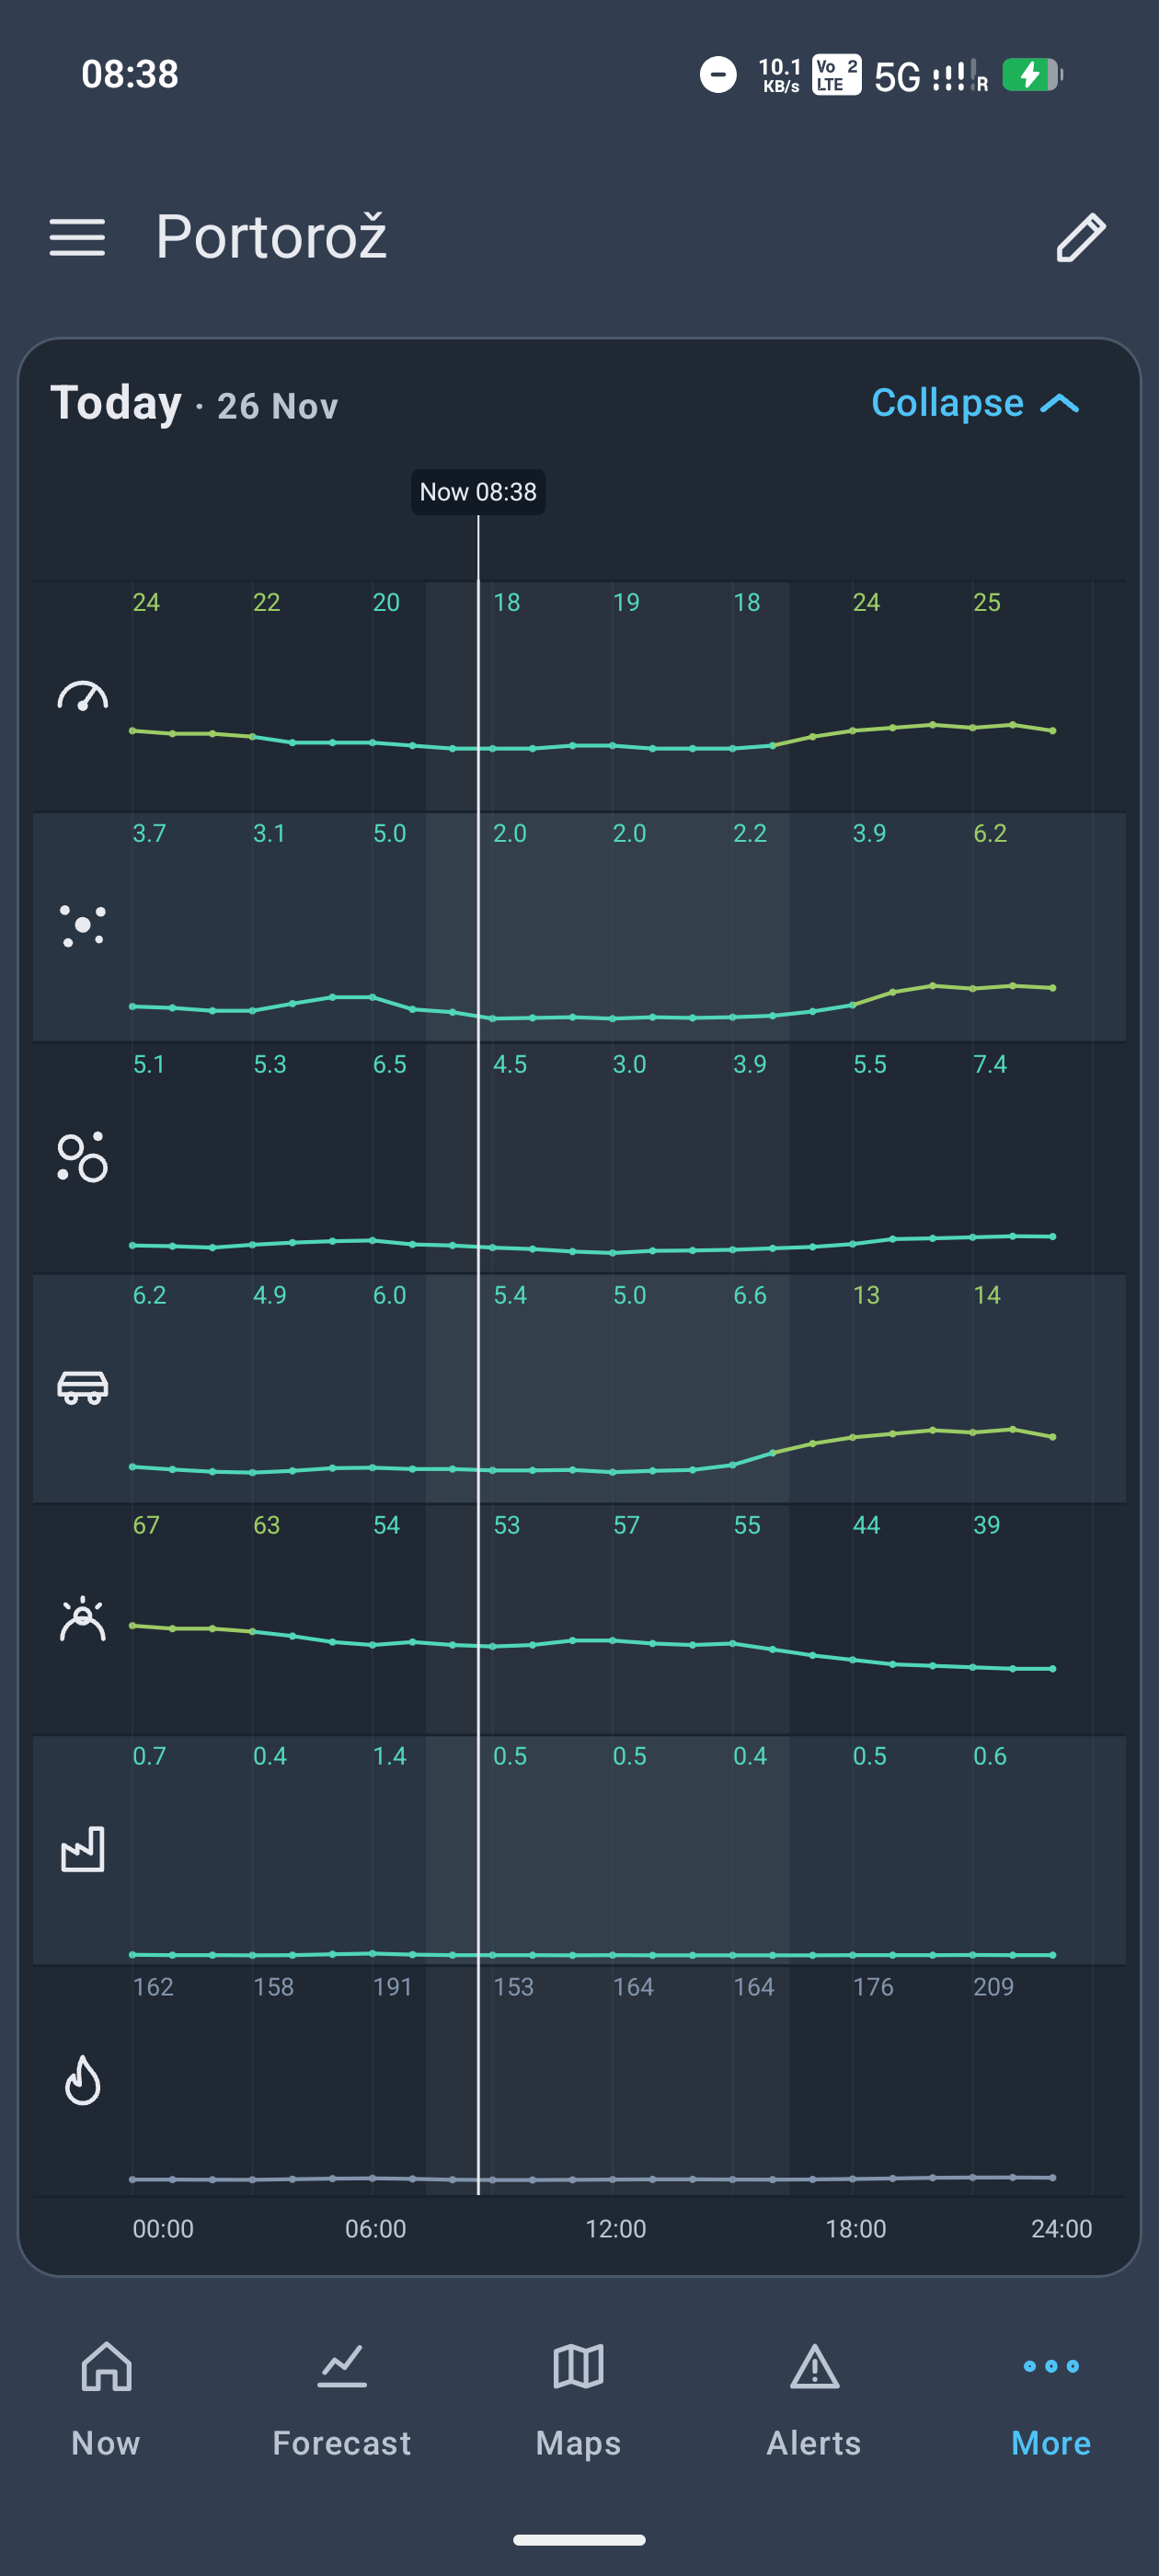 08:38
10.1 KB/s Vo 2 LTE 5G R
Portorož
Today · 26 Nov Collapse
Now 08:38
24 22 20 18 19 18 24 25
3.7 3.1 5.0 2.0 2.0 2.2 3.9 6.2
5.1 5.3 6.5 4.5 3.0 3.9 5.5 7.4
6.2 4.9 6.0 5.4 5.0 6.6 13 14
67 63 54 53 57 55 44 39
0.7 0.4 1.4 0.5 0.5 0.4 0.5 0.6
162 158 191 153 164 164 176 209
00:00 06:00 12:00 18:00 24:00
Now Forecast Maps Alerts More